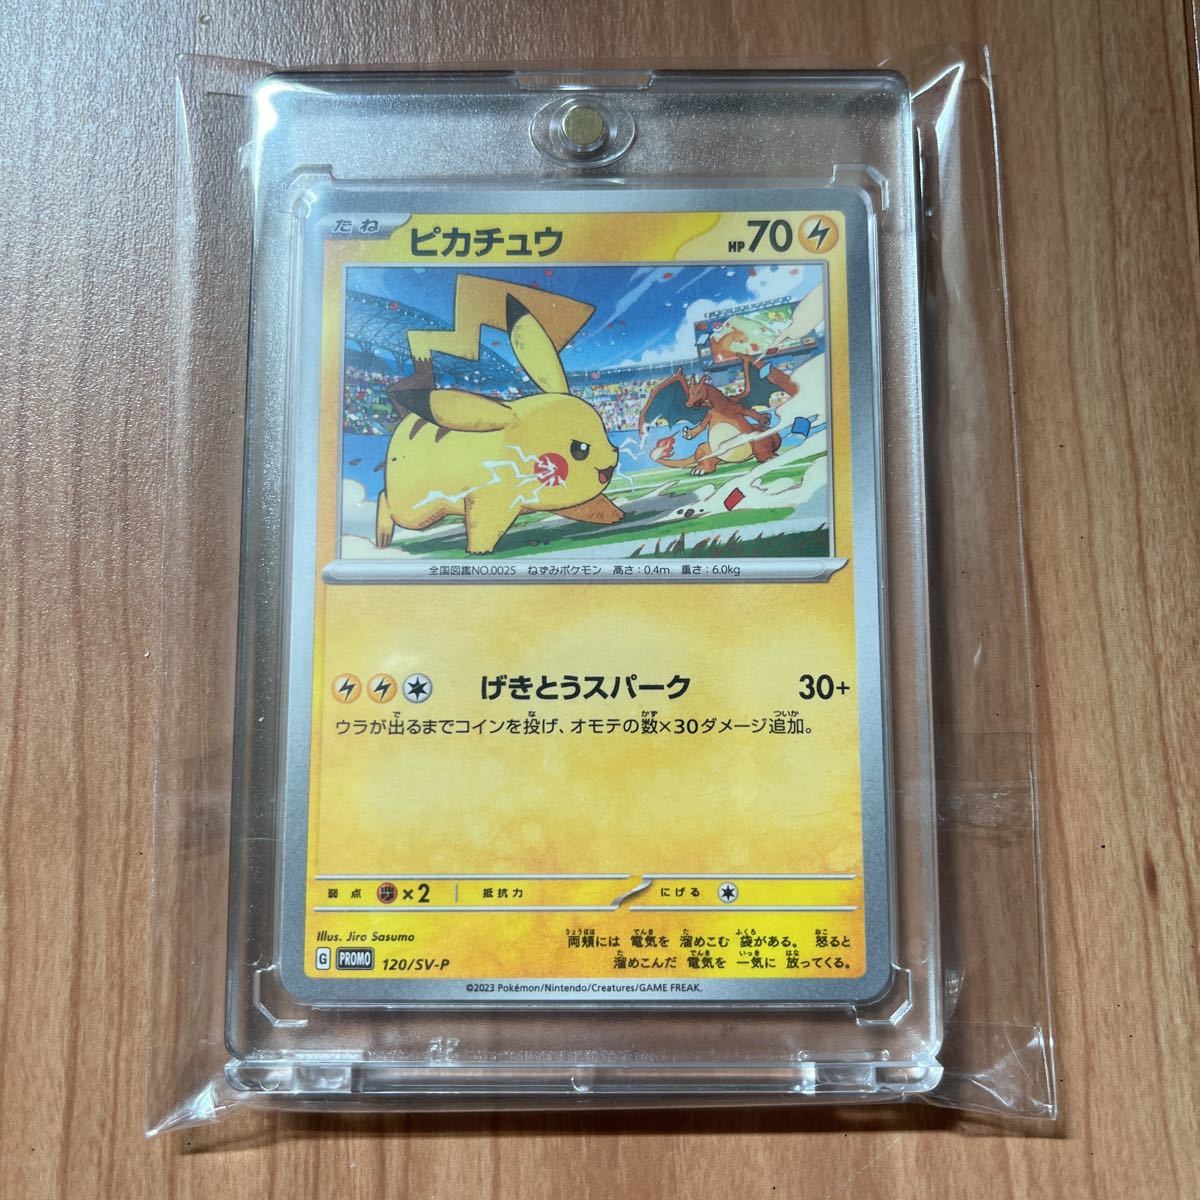 たね ピカチュウ HP70
全国図鑑NO.0025 ねずみポケモン 高さ:0.4m 重さ:6.0kg
げきとうスパーク 30+
ウラが出るまでコインを投げ、オモテの数×30ダメージ追加。
弱点 ×2 抵抗力 にげる
Illus. Jiro Sasumo
G PROMO 120/SV-P
両頬には 電気を 溜めこむ 袋がある。 怒ると
溜めこんだ 電気を 一気に 放ってくる。
©2023 Pokémon/Nintendo/Creatures/GAME FREAK.